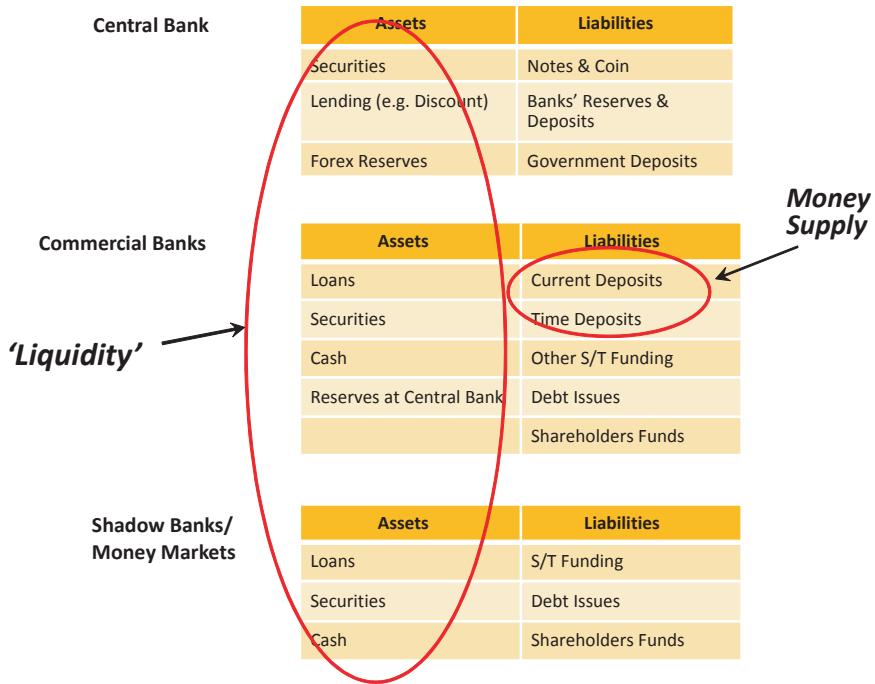 Central Bank
Assets Liabilities
Securities Notes & Coin
Lending (e.g. Discount) Banks’ Reserves &
Deposits
Forex Reserves Government Deposits
Money
Supply
Commercial Banks
Assets Liabilities
Loans Current Deposits
Securities Time Deposits
‘Liquidity’
Cash Other S/T Funding
Reserves at Central Bank Debt Issues
Shareholders Funds
Shadow Banks/
Money Markets
Assets Liabilities
Loans S/T Funding
Securities Debt Issues
Cash Shareholders Funds